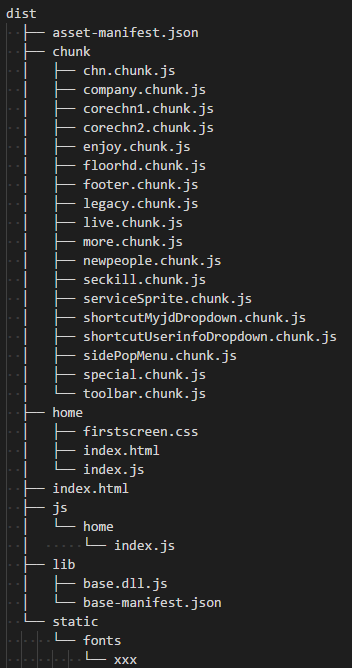 dist
├── asset-manifest.json
├── chunk
│   ├── chn.chunk.js
│   ├── company.chunk.js
│   ├── corechn1.chunk.js
│   ├── corechn2.chunk.js
│   ├── enjoy.chunk.js
│   ├── floorhd.chunk.js
│   ├── footer.chunk.js
│   ├── legacy.chunk.js
│   ├── live.chunk.js
│   ├── more.chunk.js
│   ├── newpeople.chunk.js
│   ├── seckill.chunk.js
│   ├── serviceSprite.chunk.js
│   ├── shortcutMyjdDropdown.chunk.js
│   ├── shortcutUserinfoDropdown.chunk.js
│   ├── sidePopMenu.chunk.js
│   ├── special.chunk.js
│   └── toolbar.chunk.js
├── home
│   ├── firstscreen.css
│   ├── index.html
│   └── index.js
├── index.html
├── js
│   └── home
│       └── index.js
├── lib
│   ├── base.dll.js
│   └── base-manifest.json
└── static
    └── fonts
        └── xxx